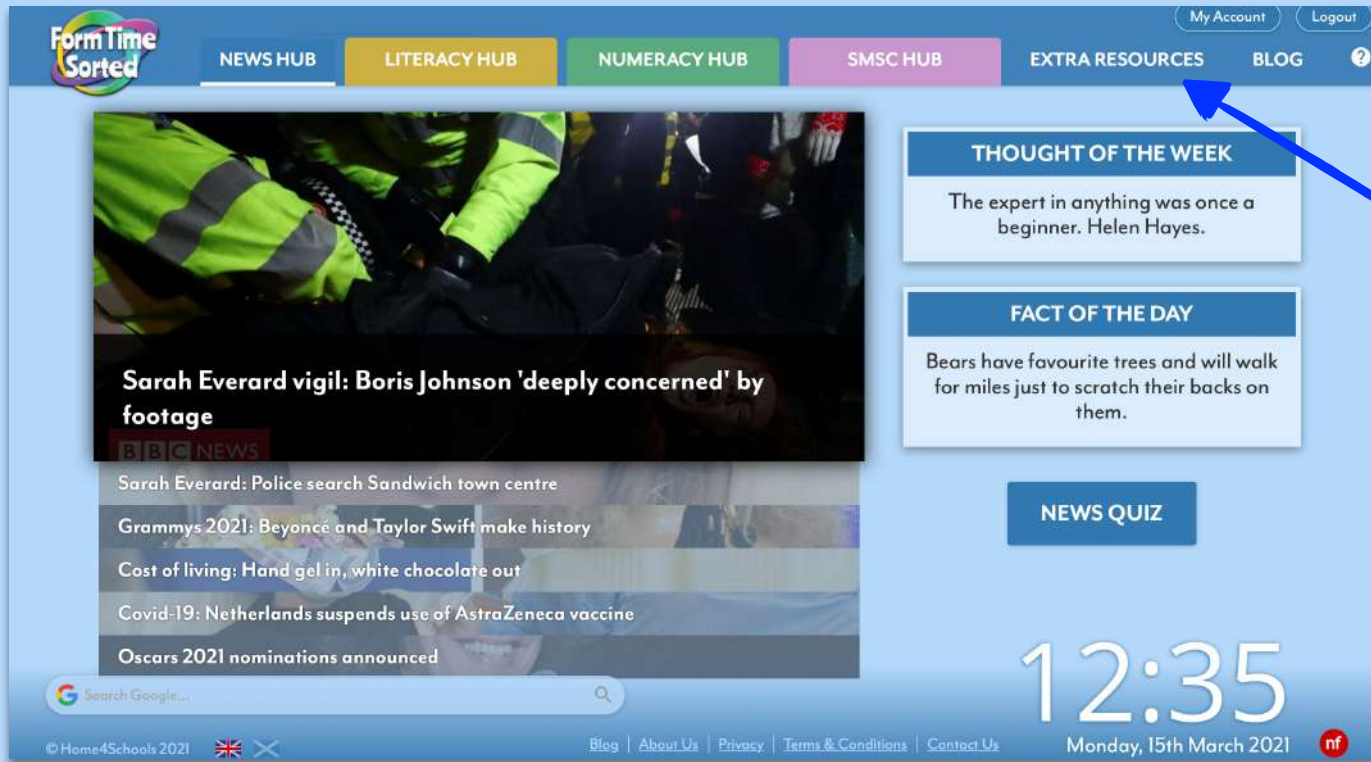 My Account
Logout
FormTime
Sorted
NEWS HUB
LITERACY HUB
NUMERACY HUB
SMSC HUB
EXTRA RESOURCES
BLOG
?
THOUGHT OF THE WEEK
The expert in anything was once a
beginner. Helen Hayes.
FACT OF THE DAY
Bears have favourite trees and will walk
for miles just to scratch their backs on
them.
NEWS QUIZ
Sarah Everard vigil: Boris Johnson 'deeply concerned' by
footage
BBC NEWS
Sarah Everard: Police search Sandwich town centre
Grammys 2021: Beyoncé and Taylor Swift make history
Cost of living: Hand gel in, white chocolate out
Covid-19: Netherlands suspends use of AstraZeneca vaccine
Oscars 2021 nominations announced
Search Google...
12:35
Monday, 15th March 2021
nf
© Home4Schools 2021
Blog | About Us | Privacy | Terms & Conditions | Contact Us